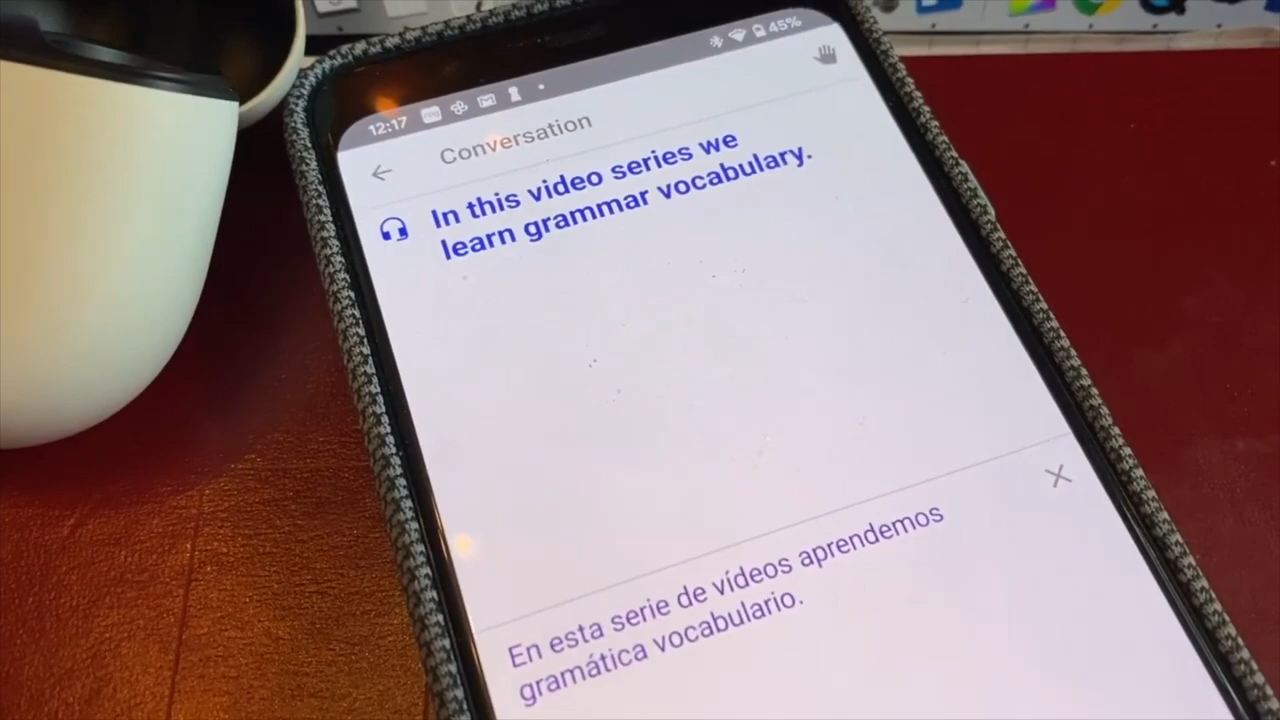 12:17
45%
Conversation
In this video series we
learn grammar vocabulary.
En esta serie de vídeos aprendemos
gramática vocabulario.